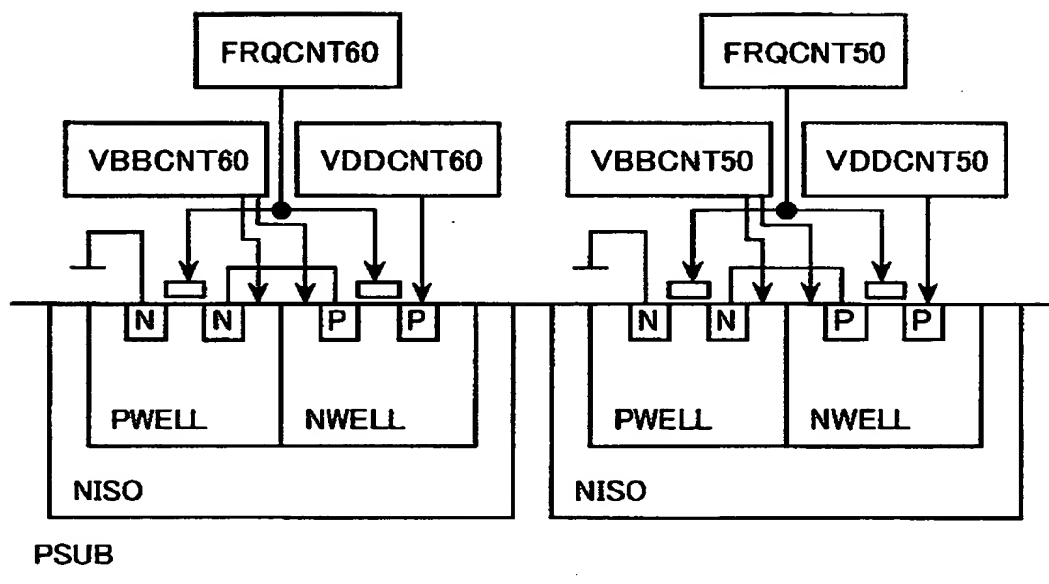 FRQCNT60 FRQCNT50
VBBCNT60 VDDCNT60 VBBCNT50 VDDCNT50
N N P P N N P P
PWELL NWELL PWELL NWELL
NISO NISO
PSUB